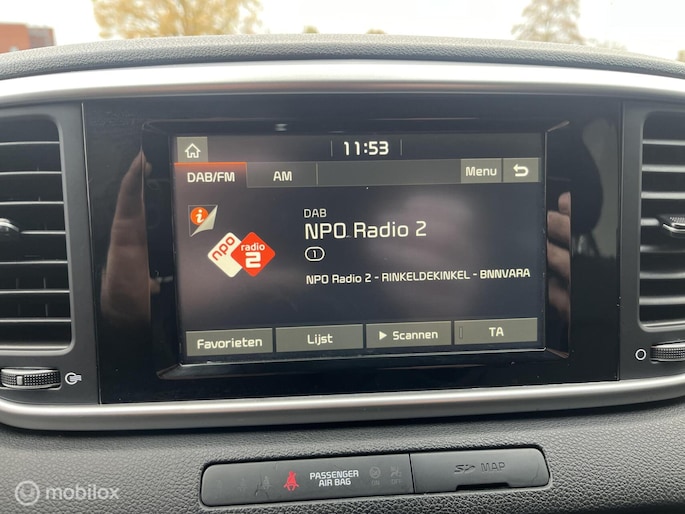 11:53
DAB/FM
AM
Menu
i
DAB
NPO Radio 2
1
npo radio 2
NPO Radio 2 - RINKELDEKINKEL - BNNVARA
Favorieten
Lijst
Scannen
TA
PASSENGER
AIR BAG
ON
OFF
MAP
mobilox